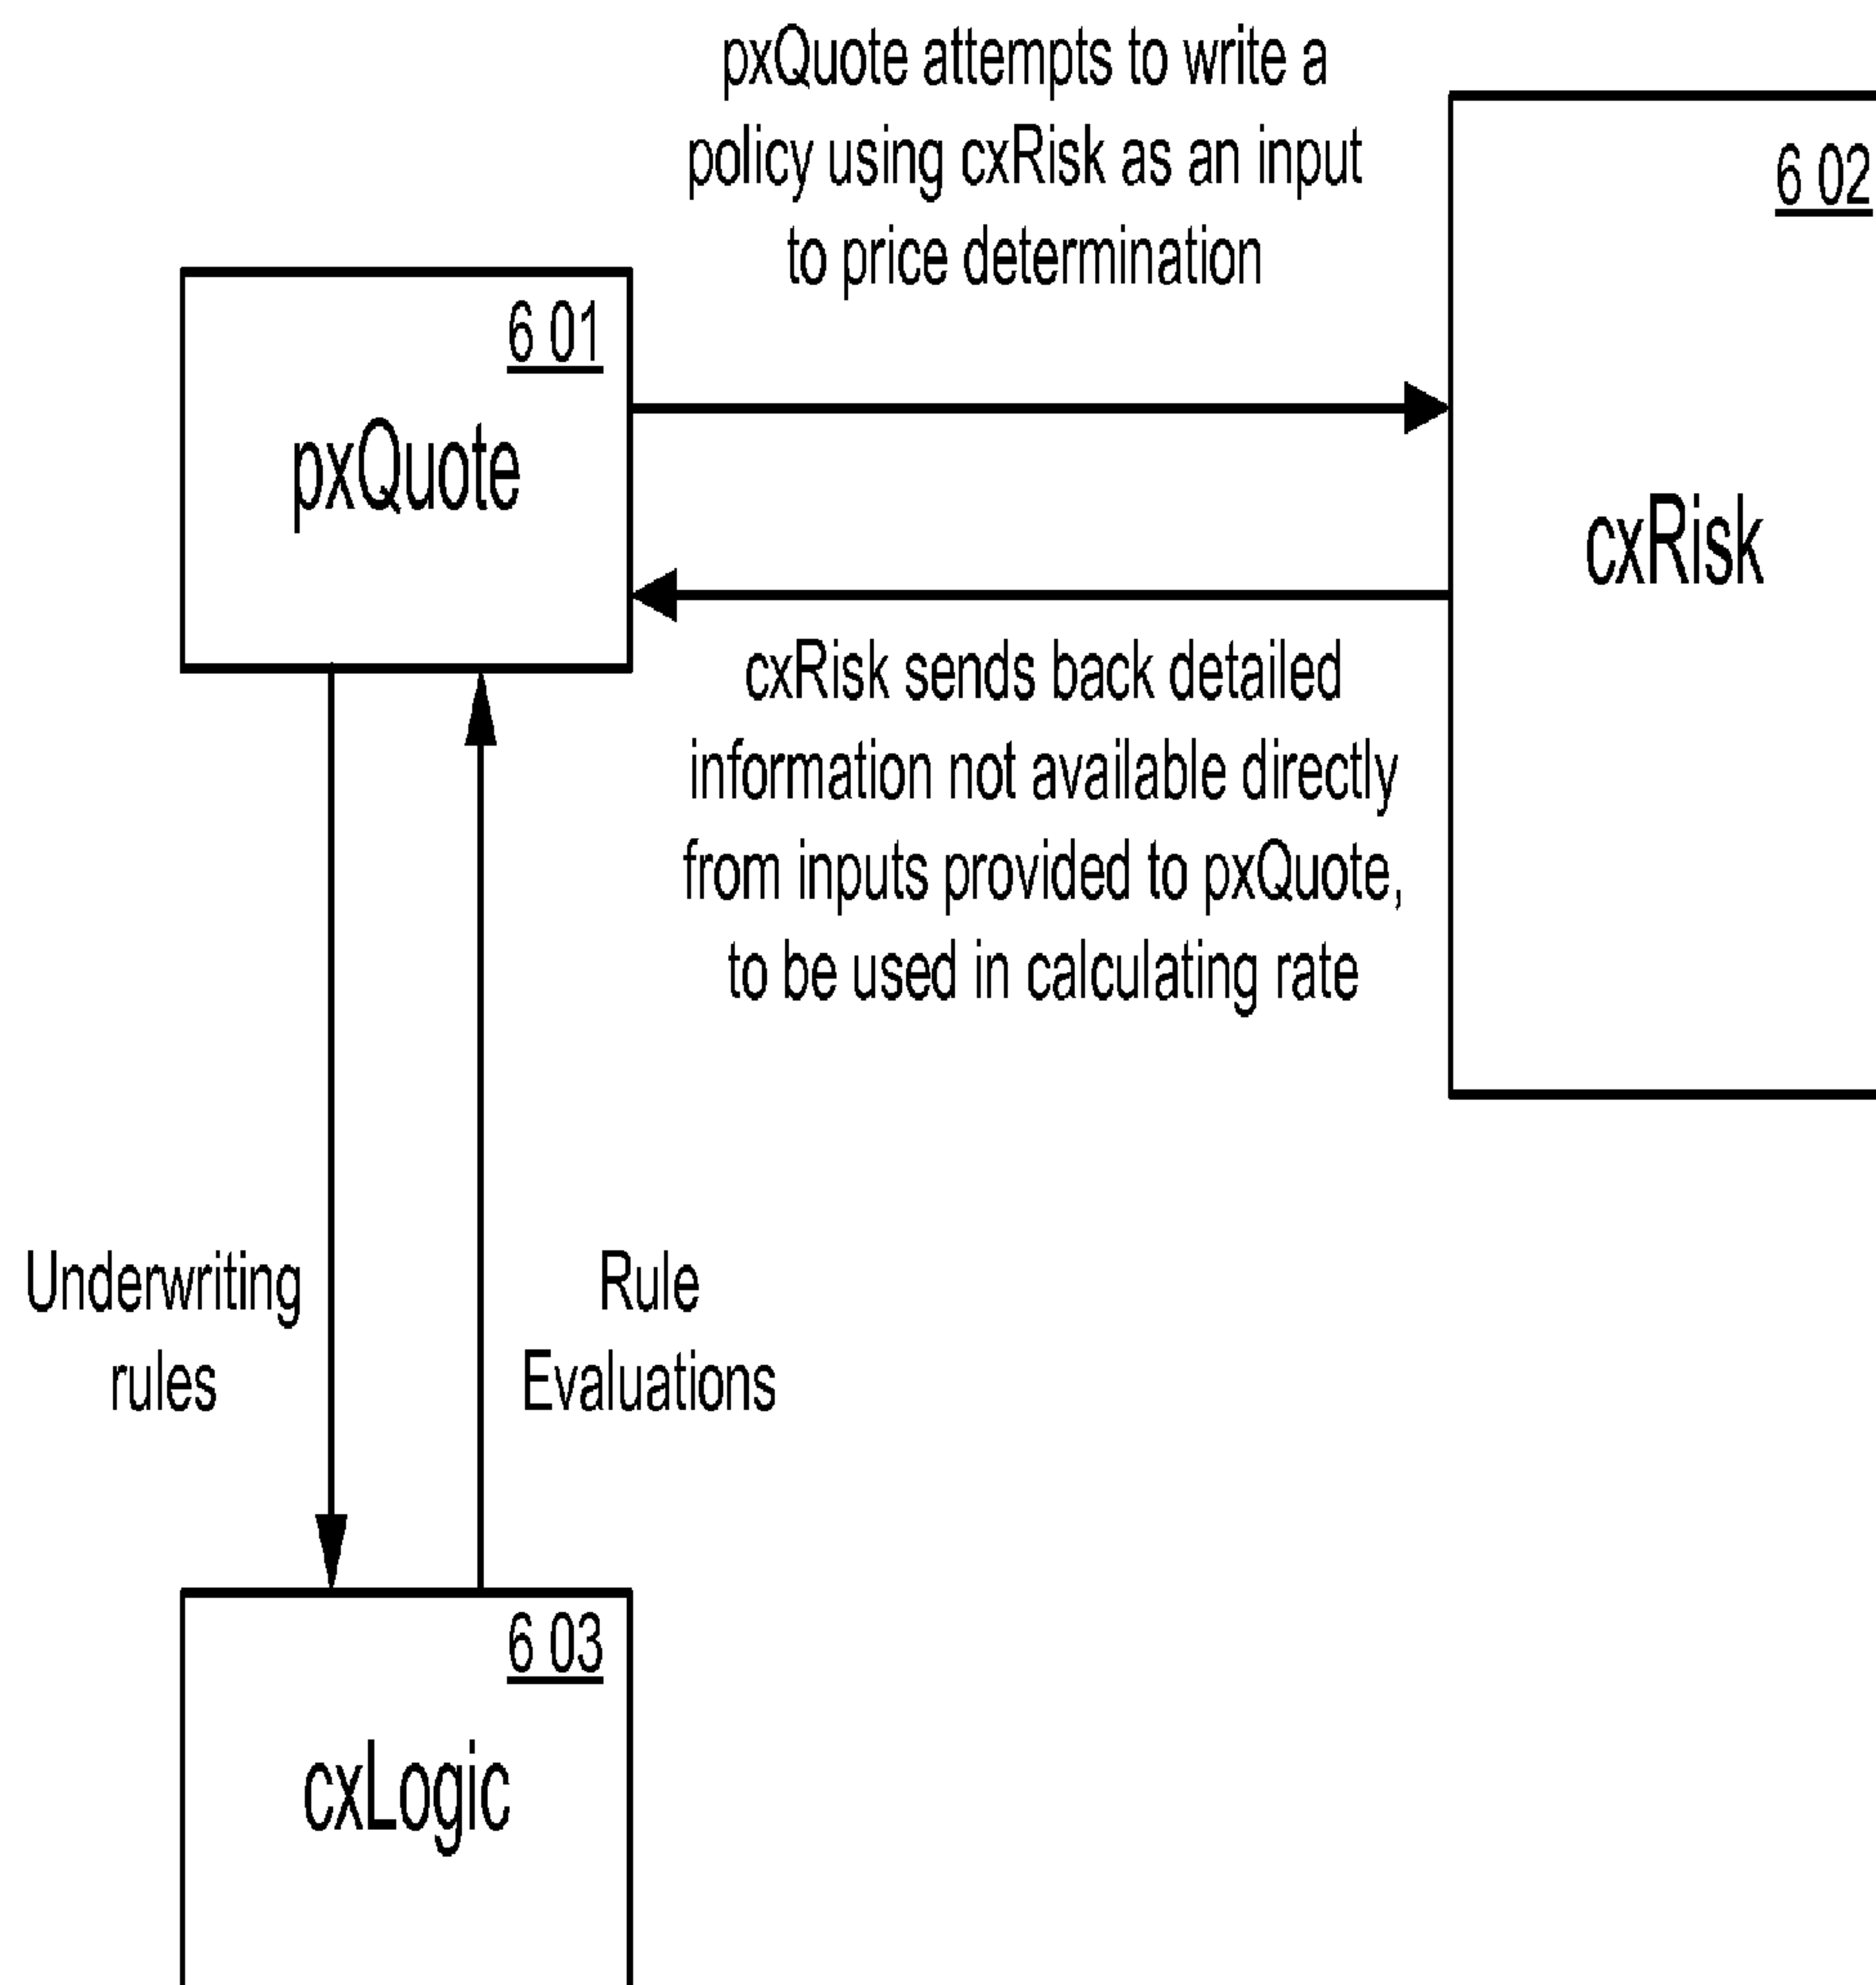 pxQuote attempts to write a
policy using cxRisk as an input
to price determination
6 02
6 01
pxQuote
cxRisk
cxRisk sends back detailed
information not available directly
from inputs provided to pxQuote,
to be used in calculating rate
Underwriting
rules
Rule
Evaluations
6 03
cxLogic